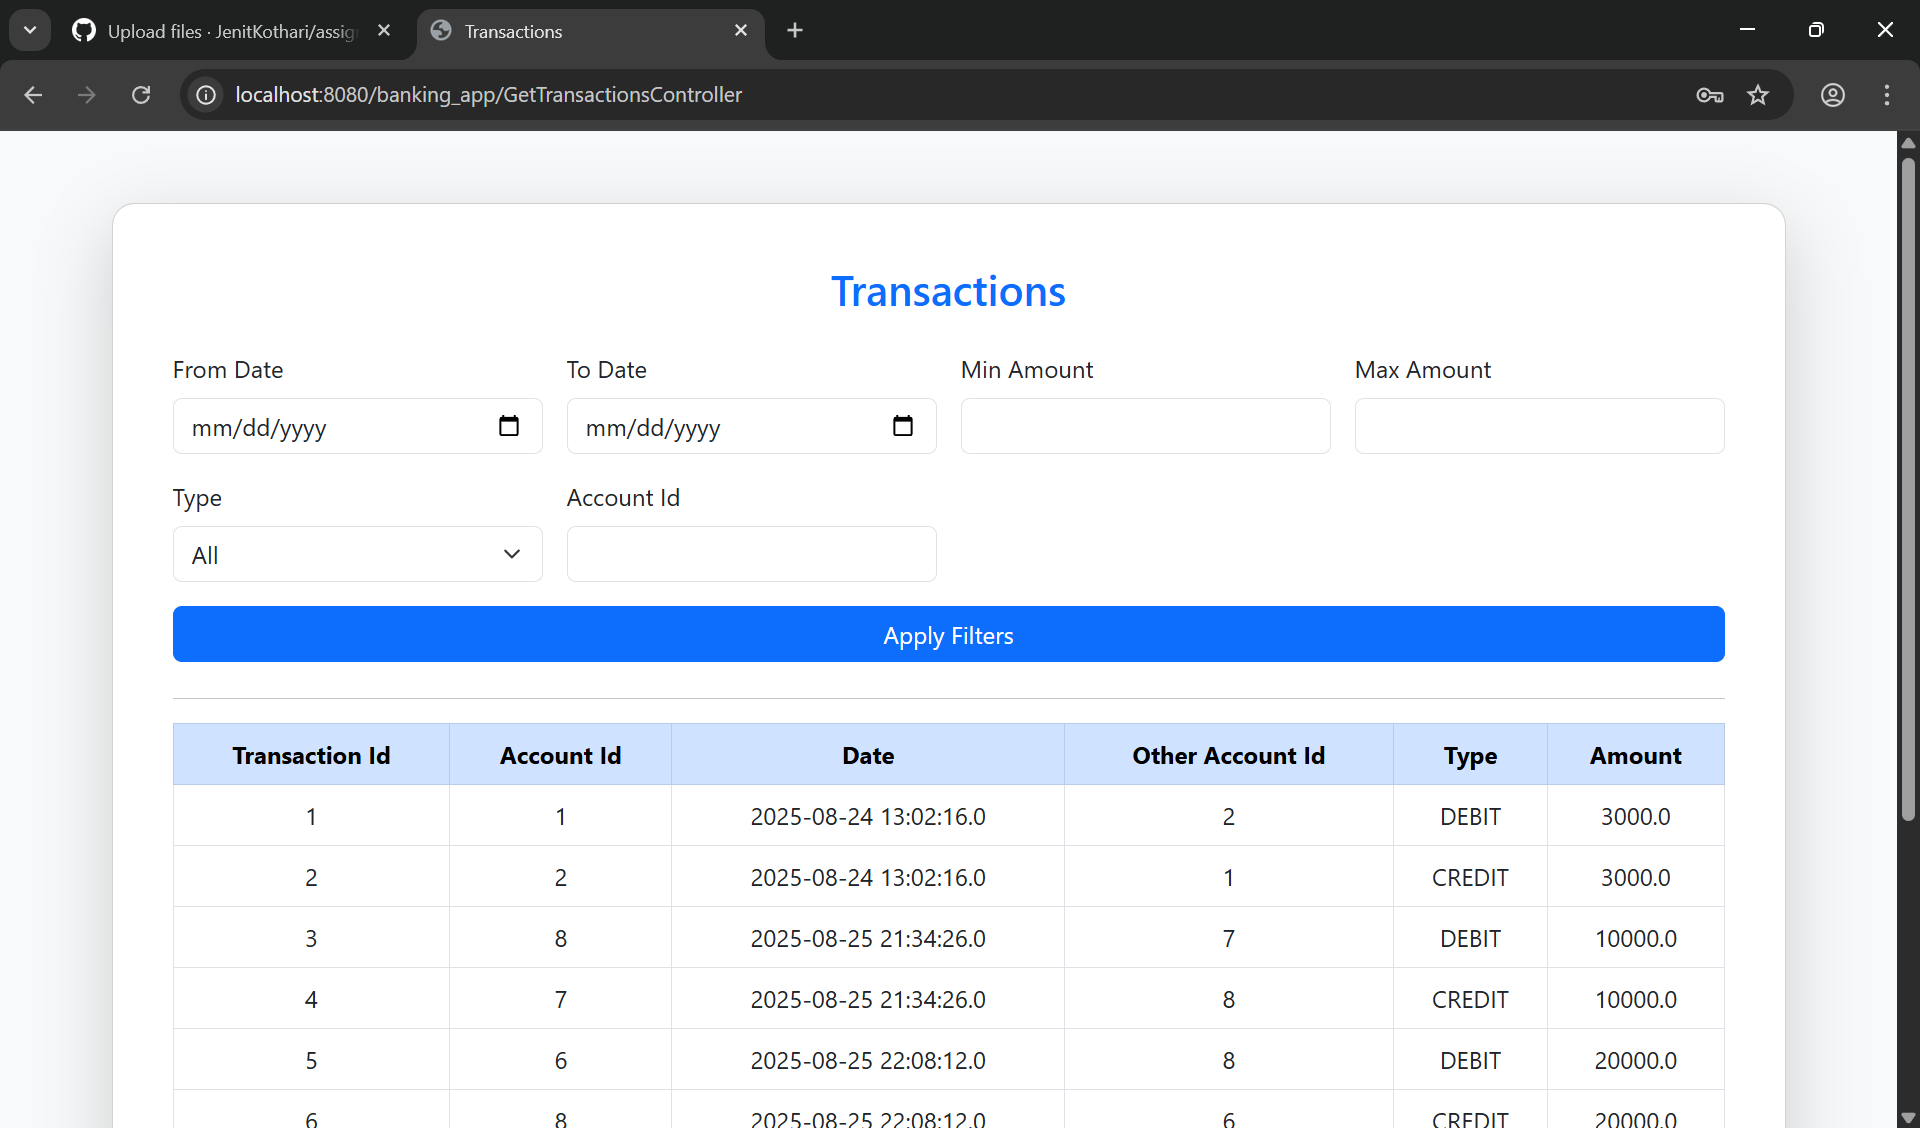 Upload files · JenitKothari/assig
Transactions
localhost:8080/banking_app/GetTransactionsController
Transactions
From Date To Date Min Amount Max Amount
mm/dd/yyyy mm/dd/yyyy
Type Account Id
All
Apply Filters
Transaction Id Account Id Date Other Account Id Type Amount
1 1 2025-08-24 13:02:16.0 2 DEBIT 3000.0
2 2 2025-08-24 13:02:16.0 1 CREDIT 3000.0
3 8 2025-08-25 21:34:26.0 7 DEBIT 10000.0
4 7 2025-08-25 21:34:26.0 8 CREDIT 10000.0
5 6 2025-08-25 22:08:12.0 8 DEBIT 20000.0
6 8 2025-08-25 22:08:12.0 6 CREDIT 20000.0